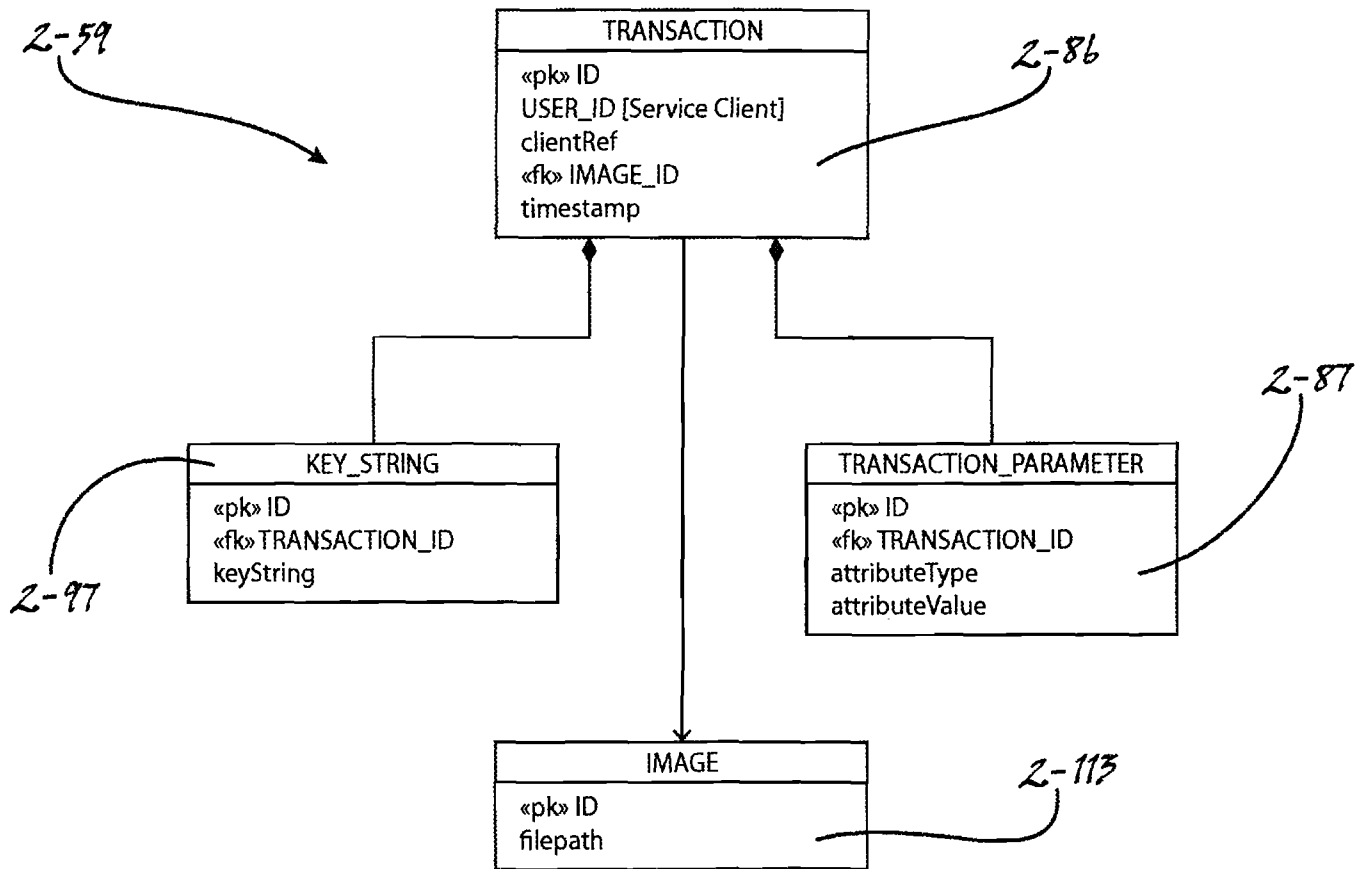 2-59
TRANSACTION
2-86
«pk» ID
USER_ID [Service Client]
clientRef
«fk» IMAGE_ID
timestamp
2-87
KEY_STRING
«pk» ID
«fk» TRANSACTION_ID
keyString
2-97
TRANSACTION_PARAMETER
«pk» ID
«fk» TRANSACTION_ID
attributeType
attributeValue
IMAGE
2-113
«pk» ID
filepath